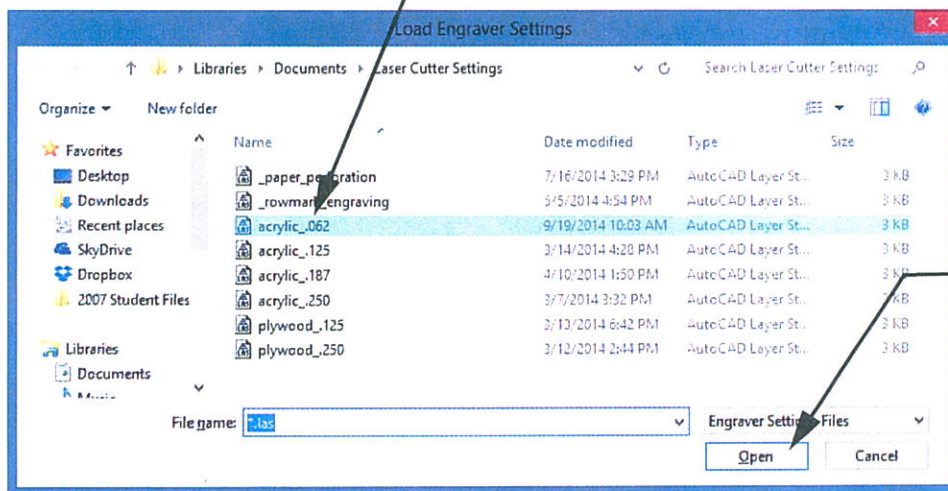 Load Engraver Settings
Libraries Documents Laser Cutter Settings Search Laser Cutter Settings
Organize New folder
Name Date modified Type Size
Favorites
Desktop
Downloads
Recent places
SkyDrive
Dropbox
2007 Student Files
Libraries
Documents
Music
_paper_perforation 7/16/2014 3:29 PM AutoCAD Layer St... 3 KB
_rowmark_engraving 5/5/2014 4:54 PM AutoCAD Layer St... 3 KB
acrylic_.062 9/19/2014 10:03 AM AutoCAD Layer St... 3 KB
acrylic_.125 3/14/2014 4:28 PM AutoCAD Layer St... 3 KB
acrylic_.187 4/10/2014 1:50 PM AutoCAD Layer St... 3 KB
acrylic_.250 3/7/2014 3:32 PM AutoCAD Layer St... 3 KB
plywood_.125 3/13/2014 6:42 PM AutoCAD Layer St... 3 KB
plywood_.250 3/12/2014 2:44 PM AutoCAD Layer St... 3 KB
File name: *.las Engraver Settings Files
Open Cancel